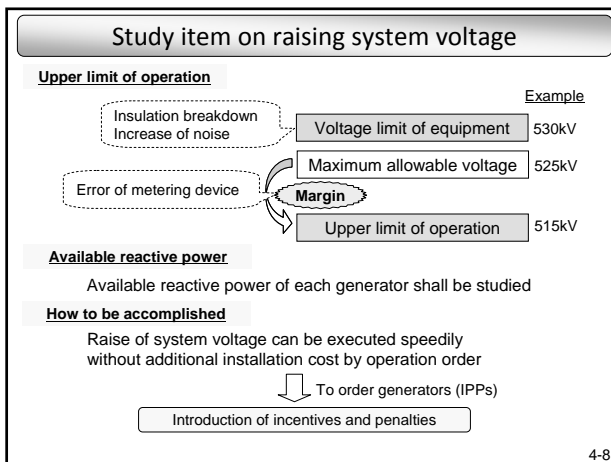 Study item on raising system voltage
Upper limit of operation
Example
Insulation breakdown
Increase of noise
Voltage limit of equipment
530kV
Maximum allowable voltage
525kV
Error of metering device
Margin
Upper limit of operation
515kV
Available reactive power
Available reactive power of each generator shall be studied
How to be accomplished
Raise of system voltage can be executed speedily
without additional installation cost by operation order
To order generators (IPPs)
Introduction of incentives and penalties
4-8